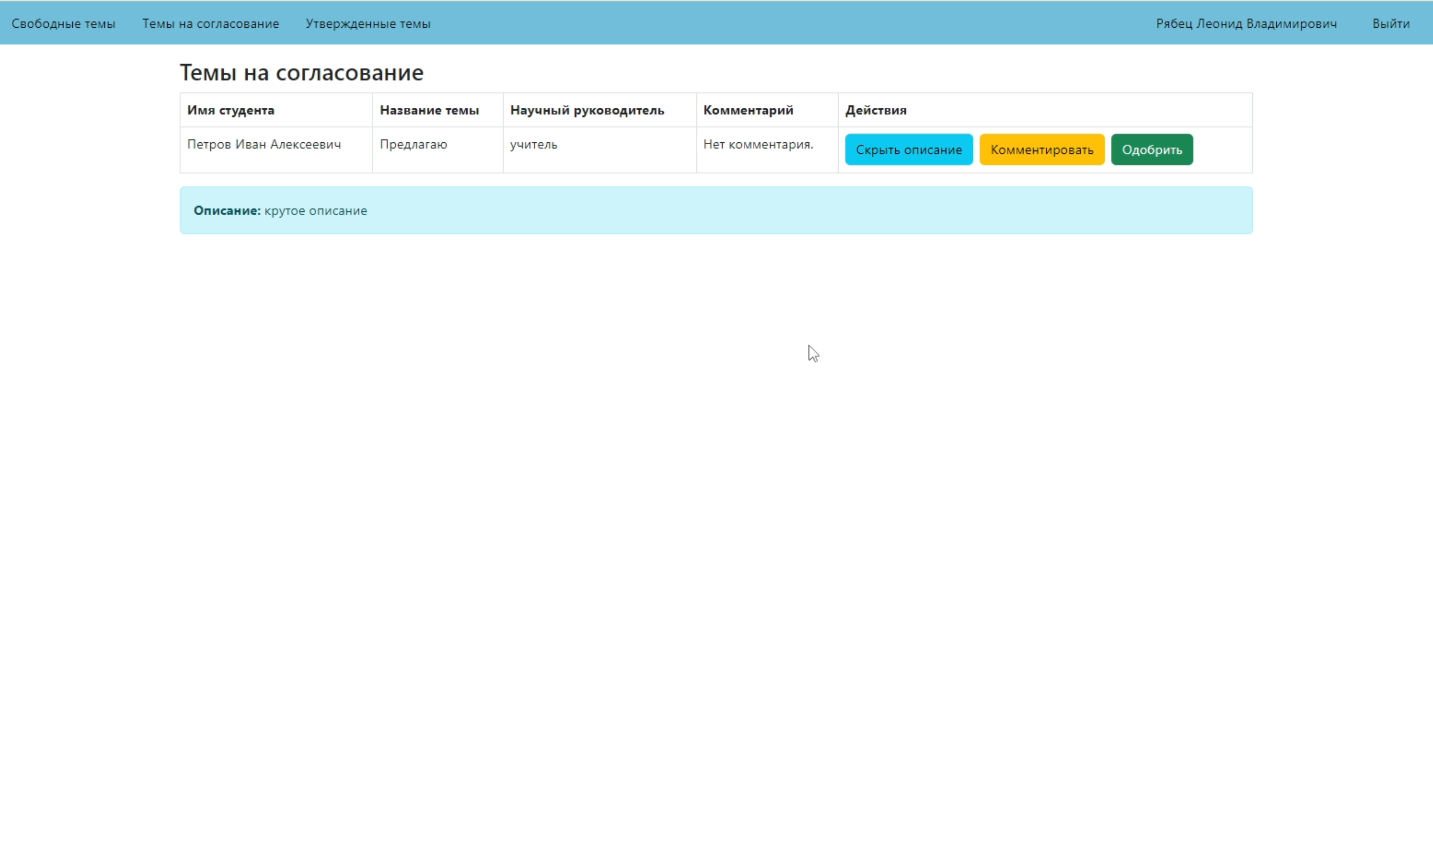 Свободные темы Темы на согласование Утвержденные темы Рябец Леонид Владимирович Выйти
Темы на согласование
Имя студента Название темы Научный руководитель Комментарий Действия
Петров Иван Алексеевич Предлагаю учитель Нет комментария. Скрыть описание Комментировать Одобрить
Описание: крутое описание